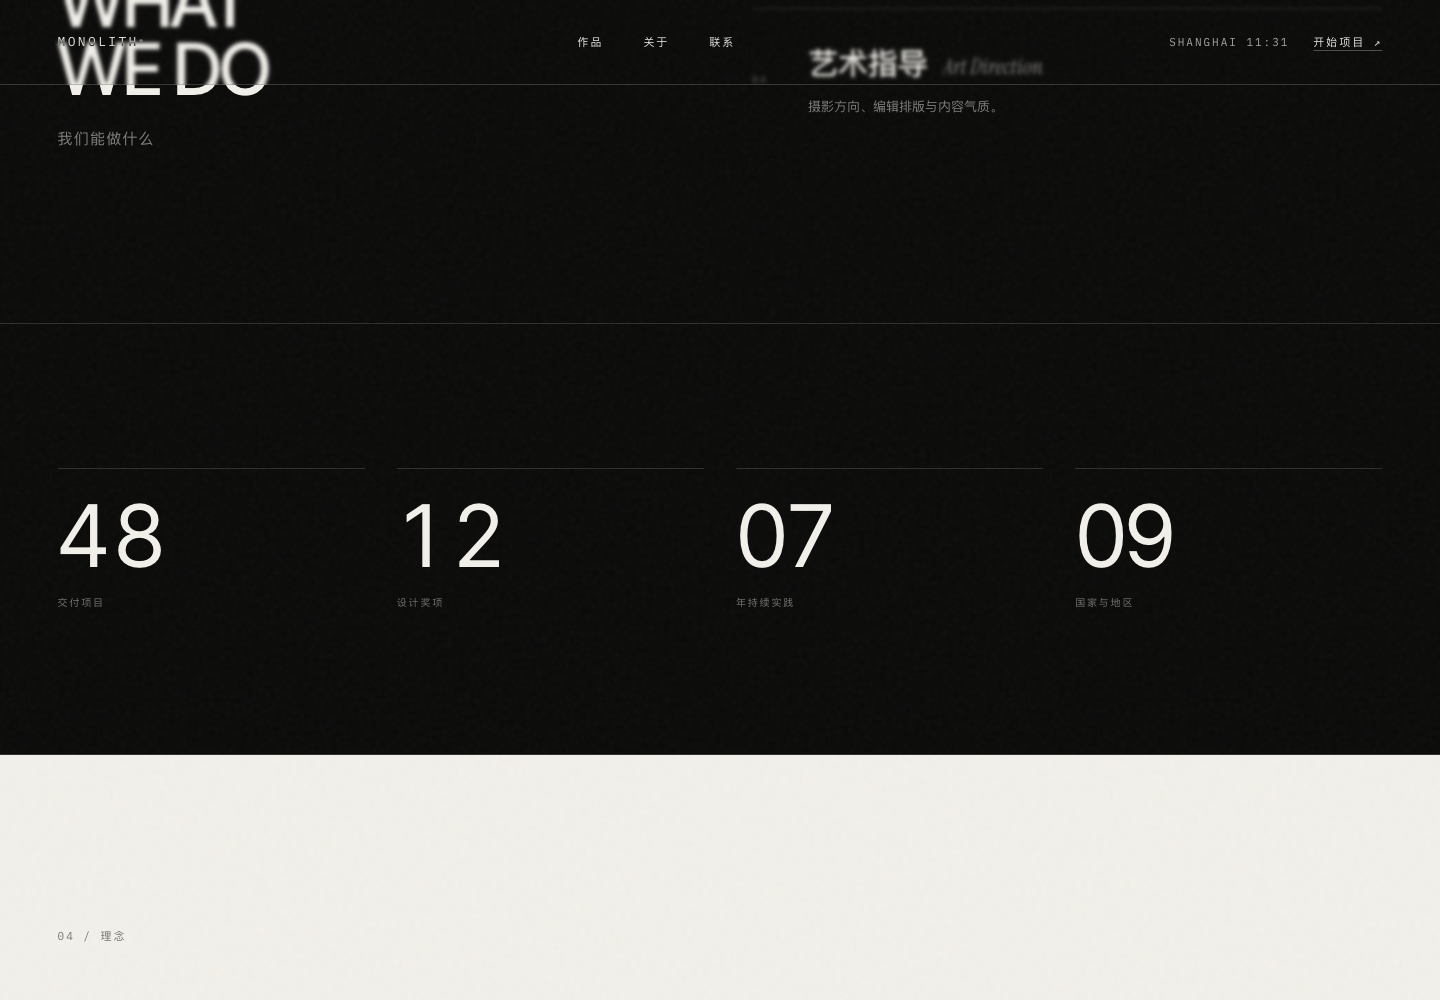 WHAT
WE DO
MONOLITH
作品
关于
联系
SHANGHAI 11:31
开始项目 ↗
艺术指导 Art Direction
摄影方向、编辑排版与内容气质。
我们能做什么
48
12
07
09
交付项目
设计奖项
年持续实践
国家与地区
04 / 理念